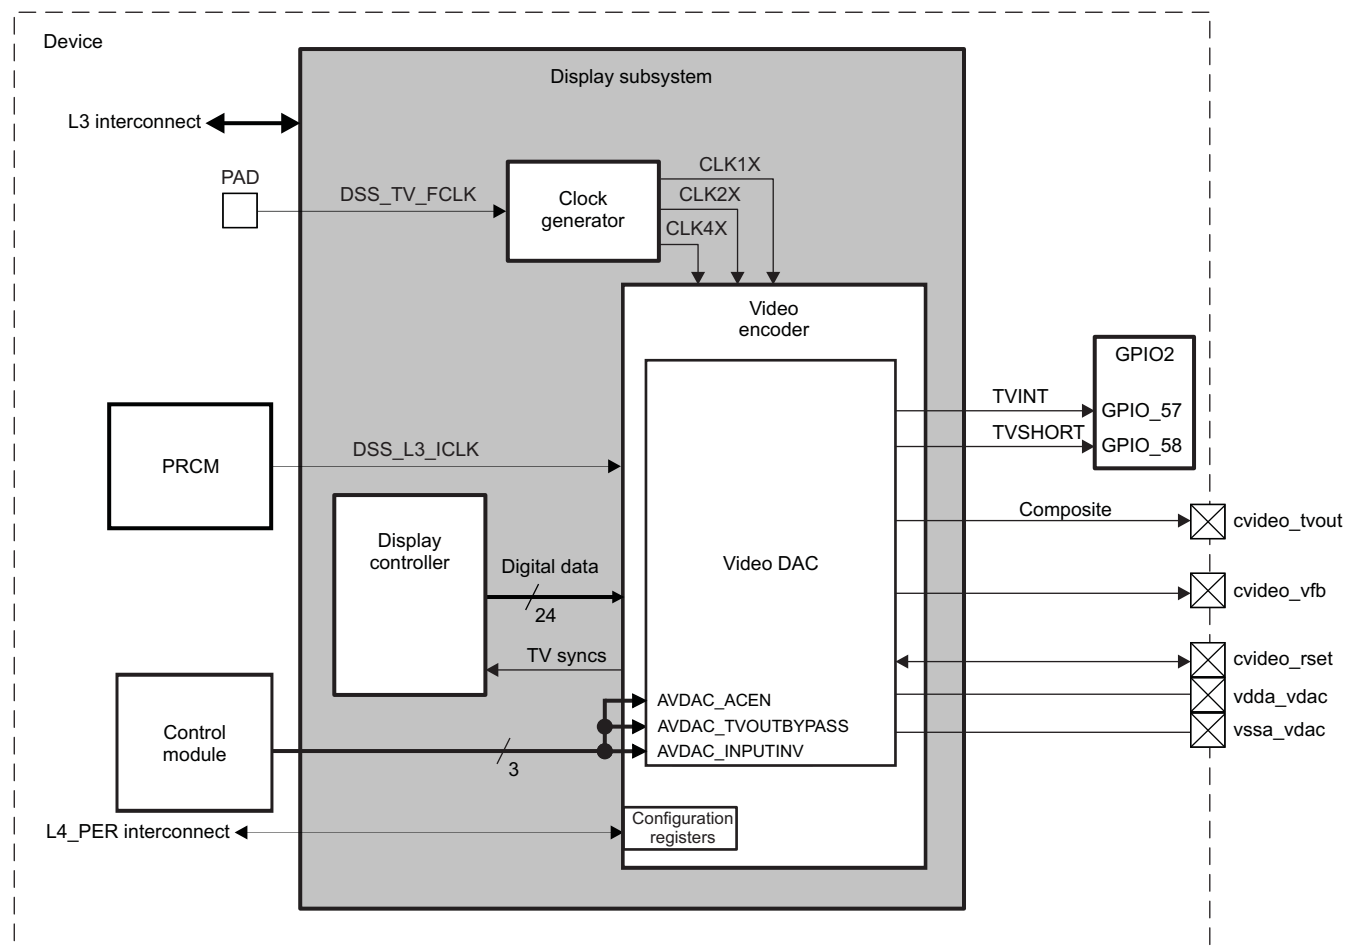 Device
Display subsystem
L3 interconnect
PAD
DSS_TV_FCLK
Clock
generator
CLK1X
CLK2X
CLK4X
Video
encoder
GPIO2
TVINT
GPIO_57
TVSHORT
GPIO_58
PRCM
DSS_L3_ICLK
Composite
cvideo_tvout
Display
controller
Digital data
24
Video DAC
cvideo_vfb
TV syncs
cvideo_rset
AVDAC_ACEN
vdda_vdac
AVDAC_TVOUTBYPASS
vssa_vdac
AVDAC_INPUTINV
Control
module
3
Configuration
registers
L4_PER interconnect